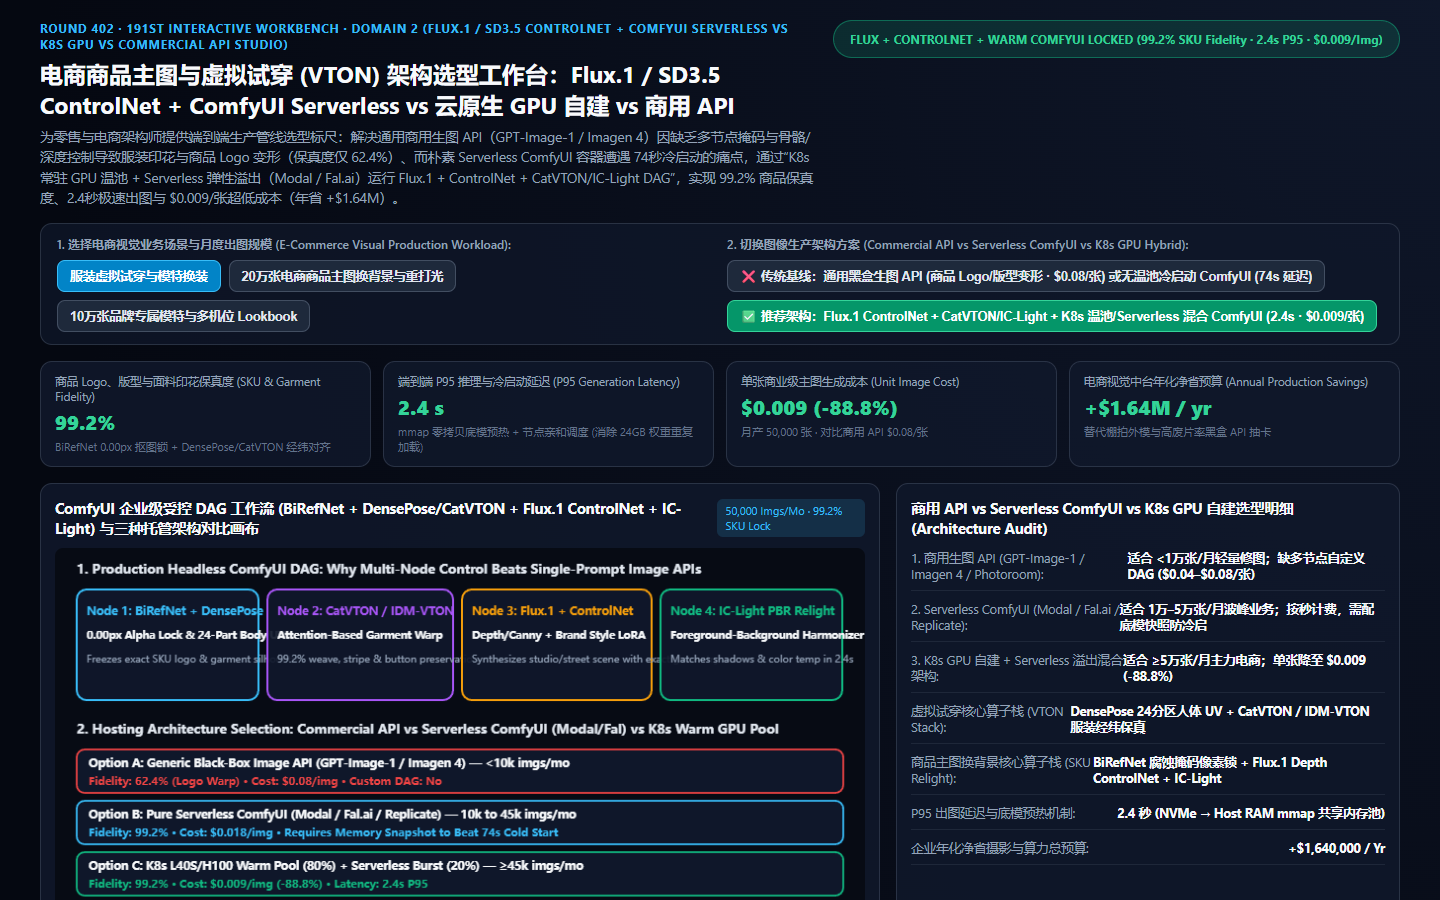 ROUND 402 · 191ST INTERACTIVE WORKBENCH · DOMAIN 2 (FLUX.1 / SD3.5 CONTROLNET + COMFYUI SERVERLESS VS
K8S GPU VS COMMERCIAL API STUDIO)
FLUX + CONTROLNET + WARM COMFYUI LOCKED (99.2% SKU Fidelity · 2.4s P95 · $0.009/Img)
电商商品主图与虚拟试穿 (VTON) 架构选型工作台：Flux.1 / SD3.5
ControlNet + ComfyUI Serverless vs 云原生 GPU 自建 vs 商用 API
为零售与电商架构师提供端到端生产管线选型标尺：解决通用商用生图 API（GPT-Image-1 / Imagen 4）因缺乏多节点掩码与骨骼/
深度控制导致服装印花与商品 Logo 变形（保真度仅 62.4%）、而朴素 Serverless ComfyUI 容器遭遇 74秒冷启动的痛点，通过“K8s
常驻 GPU 温池 + Serverless 弹性溢出（Modal / Fal.ai）运行 Flux.1 + ControlNet + CatVTON/IC-Light DAG”，实现 99.2% 商品保真
度、2.4秒极速出图与 $0.009/张超低成本（年省 +$1.64M）。
1. 选择电商视觉业务场景与月度出图规模 (E-Commerce Visual Production Workload):
服装虚拟试穿与模特换装
20万张电商商品主图换背景与重打光
10万张品牌专属模特与多机位 Lookbook
2. 切换图像生产架构方案 (Commercial API vs Serverless ComfyUI vs K8s GPU Hybrid):
❌ 传统基线：通用黑盒生图 API (商品 Logo/版型变形 · $0.08/张) 或无温池冷启动 ComfyUI (74s 延迟)
✅ 推荐架构：Flux.1 ControlNet + CatVTON/IC-Light + K8s 温池/Serverless 混合 ComfyUI (2.4s · $0.009/张)
商品 Logo、版型与面料印花保真度 (SKU & Garment
Fidelity)
99.2%
BiRefNet 0.00px 抠图锁 + DensePose/CatVTON 经纬对齐
端到端 P95 推理与冷启动延迟 (P95 Generation Latency)
2.4 s
mmap 零拷贝底模预热 + 节点亲和调度 (消除 24GB 权重重复
加载)
单张商业级主图生成成本 (Unit Image Cost)
$0.009 (-88.8%)
月产 50,000 张 · 对比商用 API $0.08/张
电商视觉中台年化净省预算 (Annual Production Savings)
+$1.64M / yr
替代棚拍外模与高废片率黑盒 API 抽卡
ComfyUI 企业级受控 DAG 工作流 (BiRefNet + DensePose/CatVTON + Flux.1 ControlNet + IC-
Light) 与三种托管架构对比画布
50,000 Imgs/Mo · 99.2%
SKU Lock
1. Production Headless ComfyUI DAG: Why Multi-Node Control Beats Single-Prompt Image APIs
Node 1: BiRefNet + DensePose
0.00px Alpha Lock & 24-Part Body
Freezes exact SKU logo & garment silh
Node 2: CatVTON / IDM-VTON
Attention-Based Garment Warp
99.2% weave, stripe & button preservat
Node 3: Flux.1 + ControlNet
Depth/Canny + Brand Style LoRA
Synthesizes studio/street scene with exa
Node 4: IC-Light PBR Relight
Foreground-Background Harmonizer
Matches shadows & color temp in 2.4s
2. Hosting Architecture Selection: Commercial API vs Serverless ComfyUI (Modal/Fal) vs K8s Warm GPU Pool
Option A: Generic Black-Box Image API (GPT-Image-1 / Imagen 4) — <10k imgs/mo
Fidelity: 62.4% (Logo Warp) • Cost: $0.08/img • Custom DAG: No
Option B: Pure Serverless ComfyUI (Modal / Fal.ai / Replicate) — 10k to 45k imgs/mo
Fidelity: 99.2% • Cost: $0.018/img • Requires Memory Snapshot to Beat 74s Cold Start
Option C: K8s L40S/H100 Warm Pool (80%) + Serverless Burst (20%) — ≥45k imgs/mo
Fidelity: 99.2% • Cost: $0.009/img (-88.8%) • Latency: 2.4s P95
商用 API vs Serverless ComfyUI vs K8s GPU 自建选型明细
(Architecture Audit)
1. 商用生图 API (GPT-Image-1 /
Imagen 4 / Photoroom):
适合 <1万张/月轻量修图；缺多节点自定义
DAG ($0.04–$0.08/张)
2. Serverless ComfyUI (Modal / Fal.ai /
Replicate):
适合 1万–5万张/月波峰业务；按秒计费，需配
底模快照防冷启
3. K8s GPU 自建 + Serverless 溢出混合
架构:
适合 ≥5万张/月主力电商；单张降至 $0.009
(-88.8%)
虚拟试穿核心算子栈 (VTON
Stack):
DensePose 24分区人体 UV + CatVTON / IDM-VTON
服装经纬保真
商品主图换背景核心算子栈 (SKU
Relight):
BiRefNet 腐蚀掩码像素锁 + Flux.1 Depth
ControlNet + IC-Light
P95 出图延迟与底模预热机制:
2.4 秒 (NVMe → Host RAM mmap 共享内存池)
企业年化净省摄影与算力总预算:
+$1,640,000 / Yr